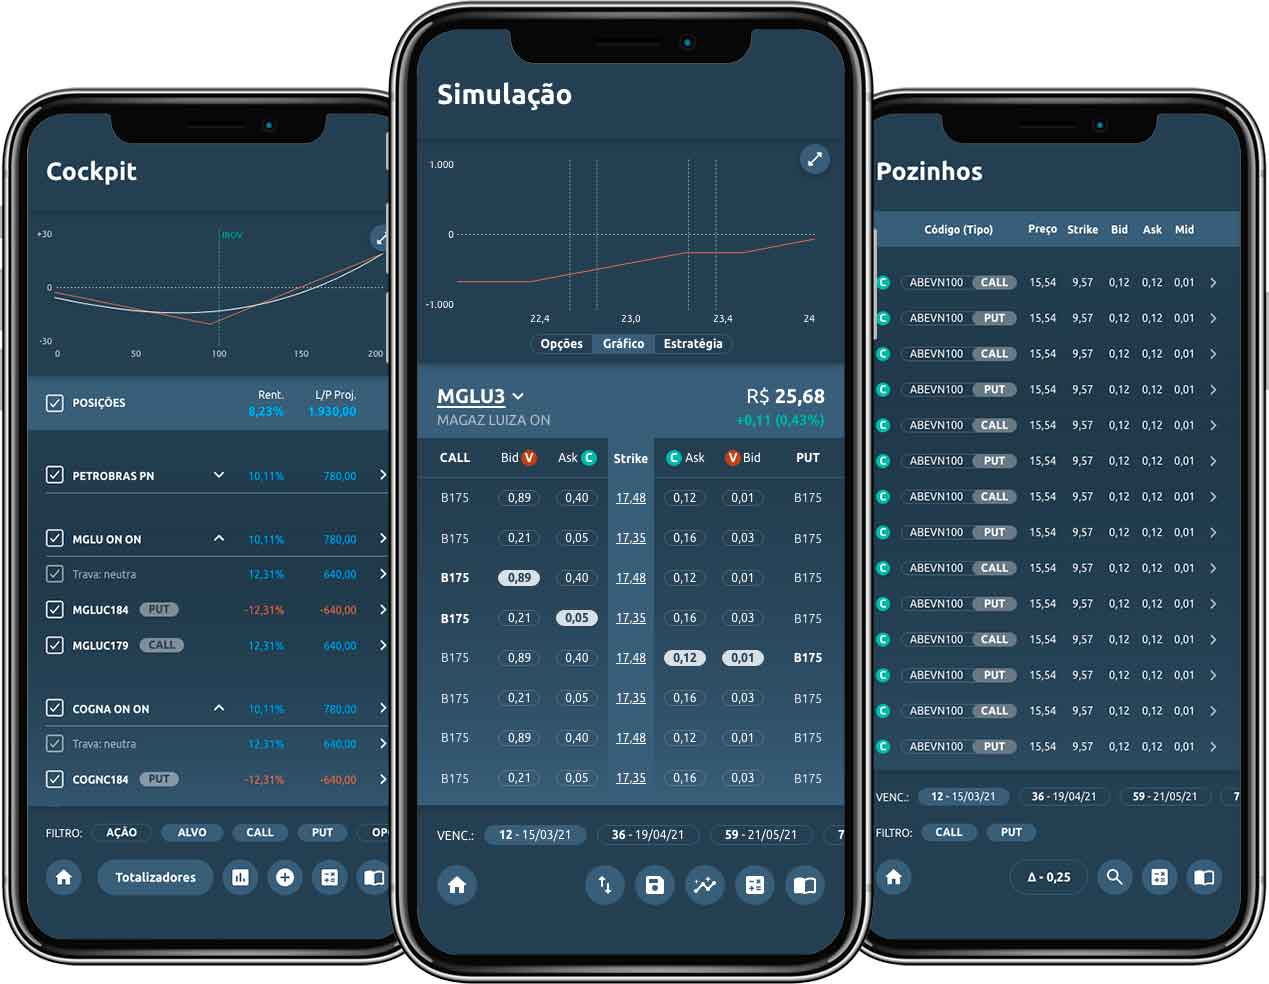 Cockpit
+30
IBOV
0
-30
0 50 100 150 200
POSIÇÕES Rent. 8,23% L/P Proj. 1.930,00
PETROBRAS PN 10,11% 780,00
MGLU ON ON 10,11% 780,00
Trava: neutra 12,31% 640,00
MGLUC184 PUT -12,31% -640,00
MGLUC179 CALL 12,31% 640,00
COGNA ON ON 10,11% 780,00
Trava: neutra 12,31% 640,00
COGNC184 PUT -12,31% -640,00
FILTRO: AÇÃO ALVO CALL PUT
Totalizadores
Simulação
1.000
0
-1.000
22,4 23,0 23,4 24
Opções Gráfico Estratégia
MGLU3 R$ 25,68
MAGAZ LUIZA ON +0,11 (0,43%)
CALL Bid V Ask C Strike C Ask V Bid PUT
B175 0,89 0,40 17,48 0,12 0,01 B175
B175 0,21 0,05 17,35 0,16 0,03 B175
B175 0,89 0,40 17,48 0,12 0,01 B175
B175 0,21 0,05 17,35 0,16 0,03 B175
B175 0,89 0,40 17,48 0,12 0,01 B175
B175 0,21 0,05 17,35 0,16 0,03 B175
B175 0,89 0,40 17,48 0,12 0,01 B175
B175 0,21 0,05 17,35 0,16 0,03 B175
VENC.: 12 - 15/03/21 36 - 19/04/21 59 - 21/05/21 7
Pozinhos
Código (Tipo) Preço Strike Bid Ask Mid
C ABEVN100 CALL 15,54 9,57 0,12 0,12 0,01
C ABEVN100 PUT 15,54 9,57 0,12 0,12 0,01
C ABEVN100 CALL 15,54 9,57 0,12 0,12 0,01
C ABEVN100 PUT 15,54 9,57 0,12 0,12 0,01
C ABEVN100 CALL 15,54 9,57 0,12 0,12 0,01
C ABEVN100 PUT 15,54 9,57 0,12 0,12 0,01
C ABEVN100 CALL 15,54 9,57 0,12 0,12 0,01
C ABEVN100 PUT 15,54 9,57 0,12 0,12 0,01
C ABEVN100 CALL 15,54 9,57 0,12 0,12 0,01
C ABEVN100 PUT 15,54 9,57 0,12 0,12 0,01
C ABEVN100 CALL 15,54 9,57 0,12 0,12 0,01
C ABEVN100 PUT 15,54 9,57 0,12 0,12 0,01
C ABEVN100 CALL 15,54 9,57 0,12 0,12 0,01
C ABEVN100 PUT 15,54 9,57 0,12 0,12 0,01
VENC.: 12 - 15/03/21 36 - 19/04/21 59 - 21/05/21 7
FILTRO: CALL PUT
Δ - 0,25